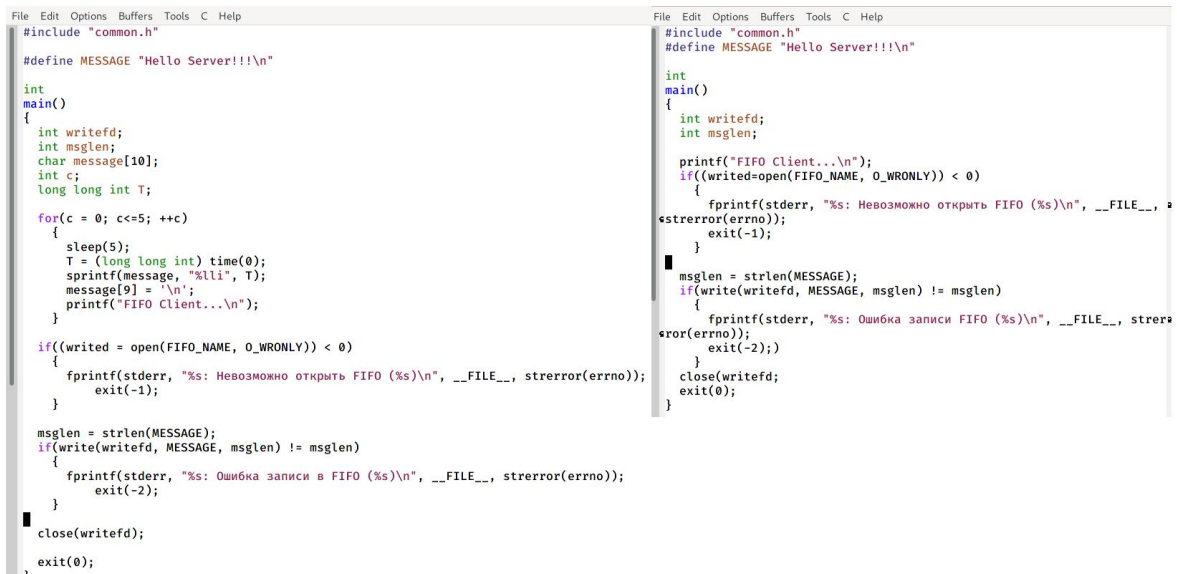 File Edit Options Buffers Tools C Help
#include "common.h"
#define MESSAGE "Hello Server!!!\n"
int
main()
{
int writefd;
int msglen;
char message[10];
int c;
long long int T;
for(c = 0; c<=5; ++c)
{
sleep(5);
T = (long long int) time(0);
sprintf(message, "%lli", T);
message[9] = '\n';
printf("FIFO Client...\n");
}
if((writed = open(FIFO_NAME, O_WRONLY)) < 0)
{
fprintf(stderr, "%s: Невозможно открыть FIFO (%s)\n", __FILE__, strerror(errno));
exit(-1);
}
msglen = strlen(MESSAGE);
if(write(writefd, MESSAGE, msglen) != msglen)
{
fprintf(stderr, "%s: Ошибка записи в FIFO (%s)\n", __FILE__, strerror(errno));
exit(-2);
}
close(writefd);
exit(0);
File Edit Options Buffers Tools C Help
#include "common.h"
#define MESSAGE "Hello Server!!!\n"
int
main()
{
int writefd;
int msglen;
printf("FIFO Client...\n");
if((writed=open(FIFO_NAME, O_WRONLY)) < 0)
{
fprintf(stderr, "%s: Невозможно открыть FIFO (%s)\n", __FILE__,
strerror(errno));
exit(-1);
}
msglen = strlen(MESSAGE);
if(write(writefd, MESSAGE, msglen) != msglen)
{
fprintf(stderr, "%s: Ошибка записи FIFO (%s)\n", __FILE__, strer
ror(errno));
exit(-2);)
}
close(writefd;
exit(0);
}